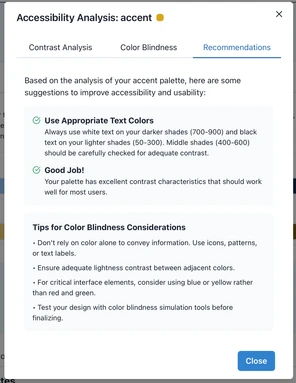 Accessibility Analysis: accent
Contrast Analysis
Color Blindness
Recommendations
Based on the analysis of your accent palette, here are some
suggestions to improve accessibility and usability:
Use Appropriate Text Colors
Always use white text on your darker shades (700-900) and black
text on your lighter shades (50-300). Middle shades (400-600)
should be carefully checked for adequate contrast.
Good Job!
Your palette has excellent contrast characteristics that should work
well for most users.
Tips for Color Blindness Considerations
• Don't rely on color alone to convey information. Use icons, patterns,
or text labels.
• Ensure adequate lightness contrast between adjacent colors.
• For critical interface elements, consider using blue or yellow rather
than red and green.
• Test your design with color blindness simulation tools before
finalizing.
Close